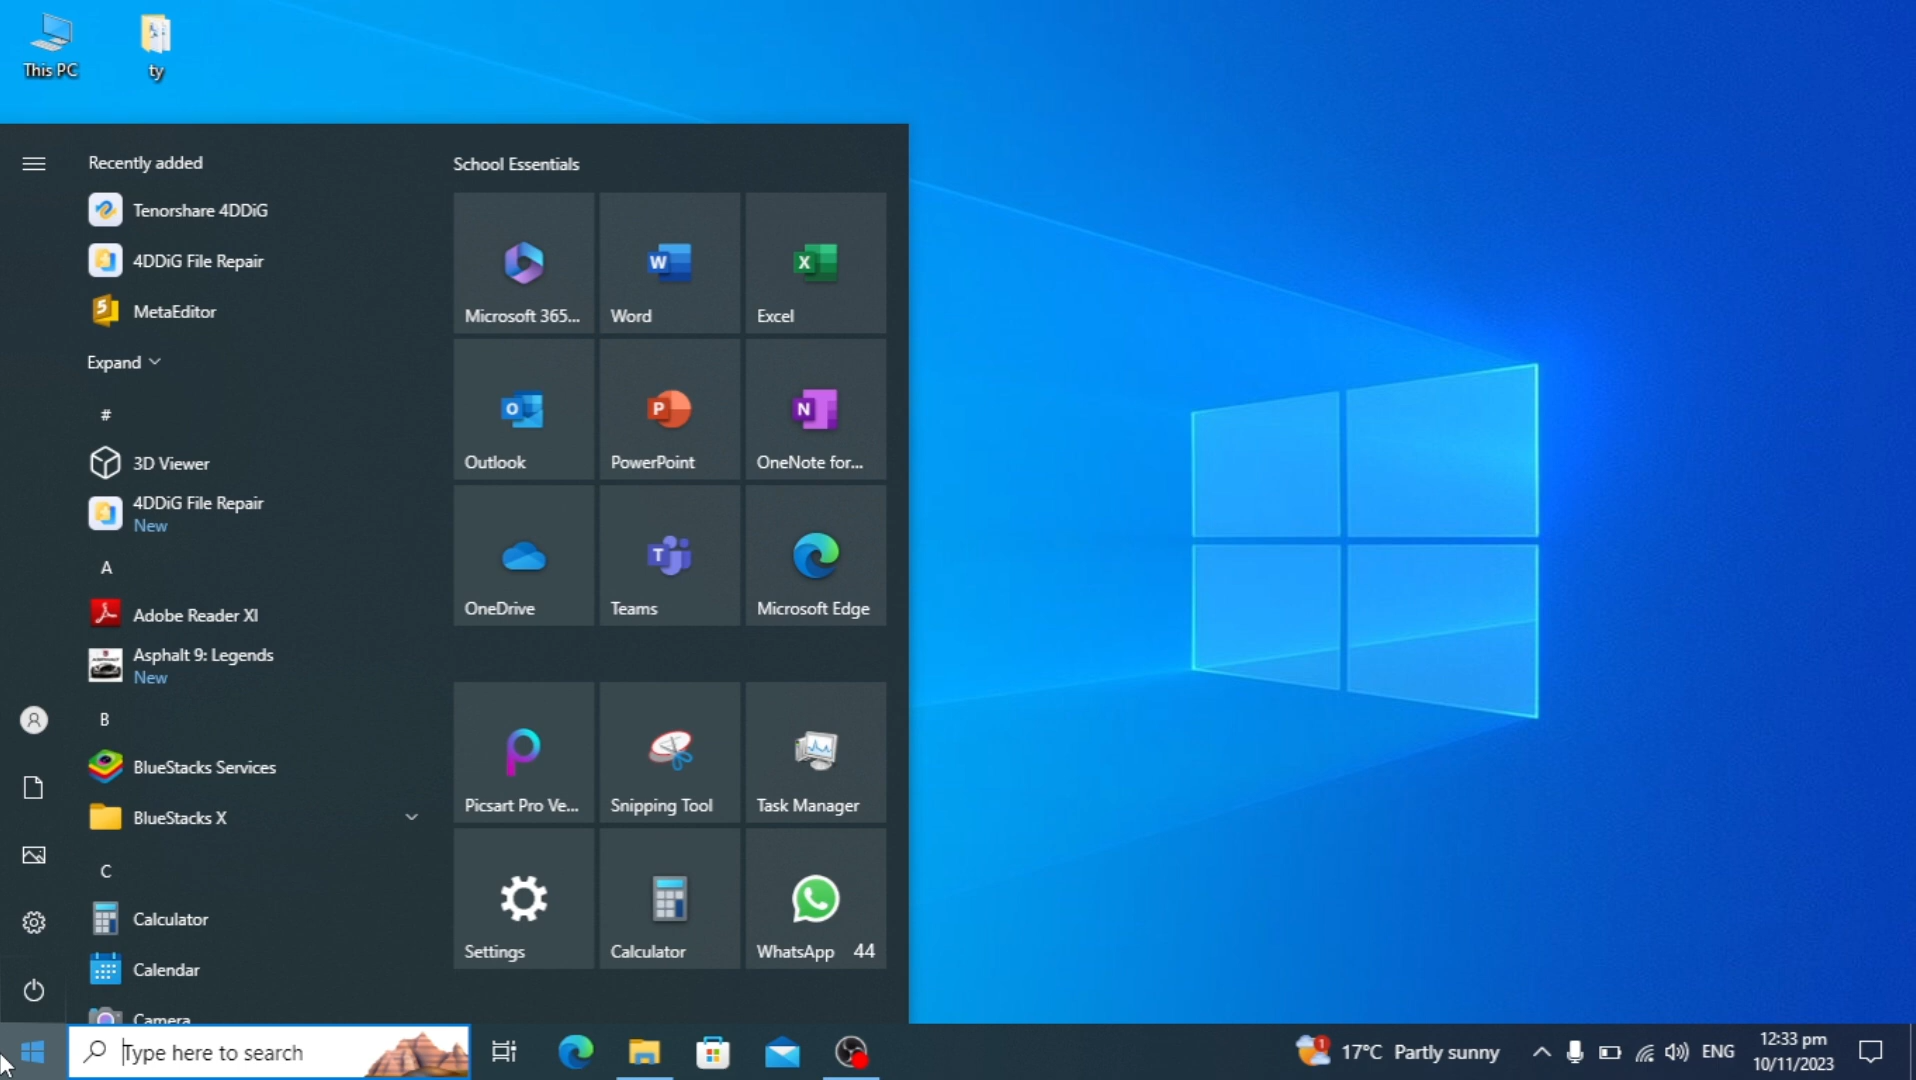 This PC
ty
Recently added
Tenorshare 4DDiG
4DDiG File Repair
MetaEditor
Expand
#
3D Viewer
4DDiG File Repair
New
A
Adobe Reader XI
Asphalt 9: Legends
New
B
BlueStacks Services
BlueStacks X
C
Calculator
Calendar
Camera
School Essentials
Microsoft 365...
Word
Excel
Outlook
PowerPoint
OneNote for...
OneDrive
Teams
Microsoft Edge
Picsart Pro Ve...
Snipping Tool
Task Manager
Settings
Calculator
WhatsApp 44
Type here to search
1
17°C Partly sunny
ENG
12:33 pm
10/11/2023